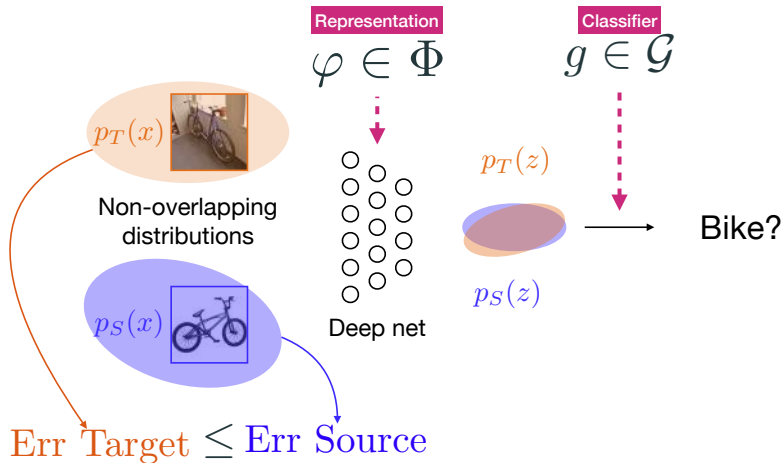 Representation
φ ∈ Φ
Classifier
g ∈ 𝒢
p_T(x)
Non-overlapping
distributions
p_S(x)
Deep net
p_T(z)
p_S(z)
Bike?
Err Target ≤ Err Source